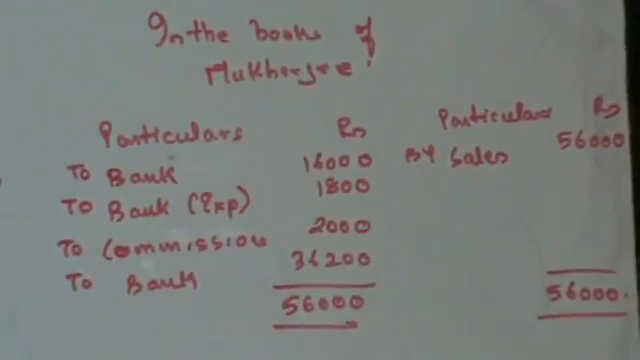 In the books of
Mukherjee
Particulars Rs Particulars Rs
To Bank 16000 By Sales 56000
To Bank (Exp) 1800
To Commission 2000
To Bank 36200
56000 56000